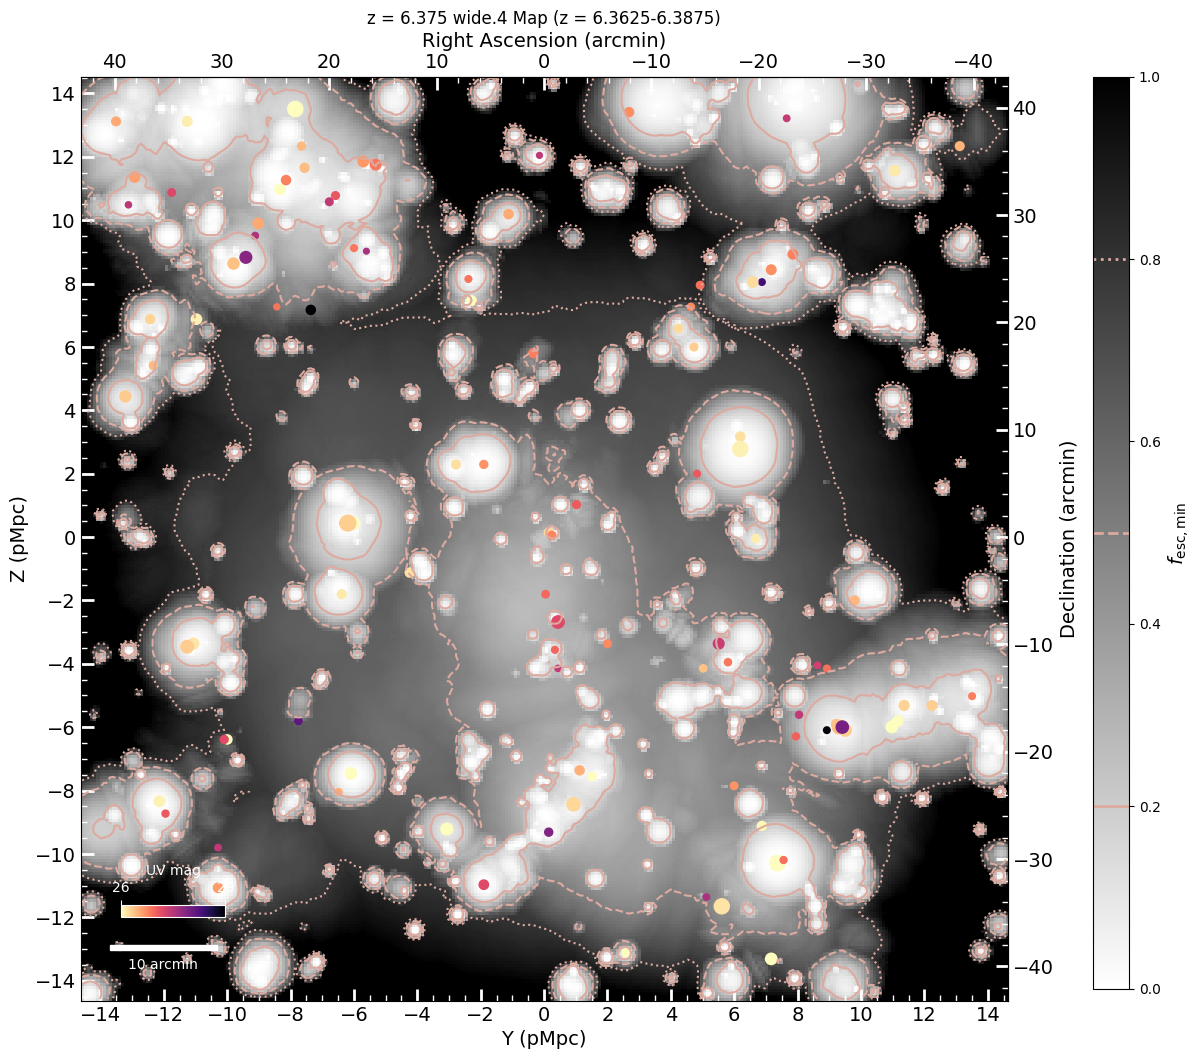 z = 6.375 wide.4 Map (z = 6.3625-6.3875)
Right Ascension (arcmin)
40 30 20 10 0 −10 −20 −30 −40
14 12 10 8 6 4 2 0 −2 −4 −6 −8 −10 −12 −14
Z (pMpc)
40 30 20 10 0 −10 −20 −30 −40
Declination (arcmin)
1.0 0.8 0.6 0.4 0.2 0.0
f_esc,min
UV mag
26
10 arcmin
−14 −12 −10 −8 −6 −4 −2 0 2 4 6 8 10 12 14
Y (pMpc)